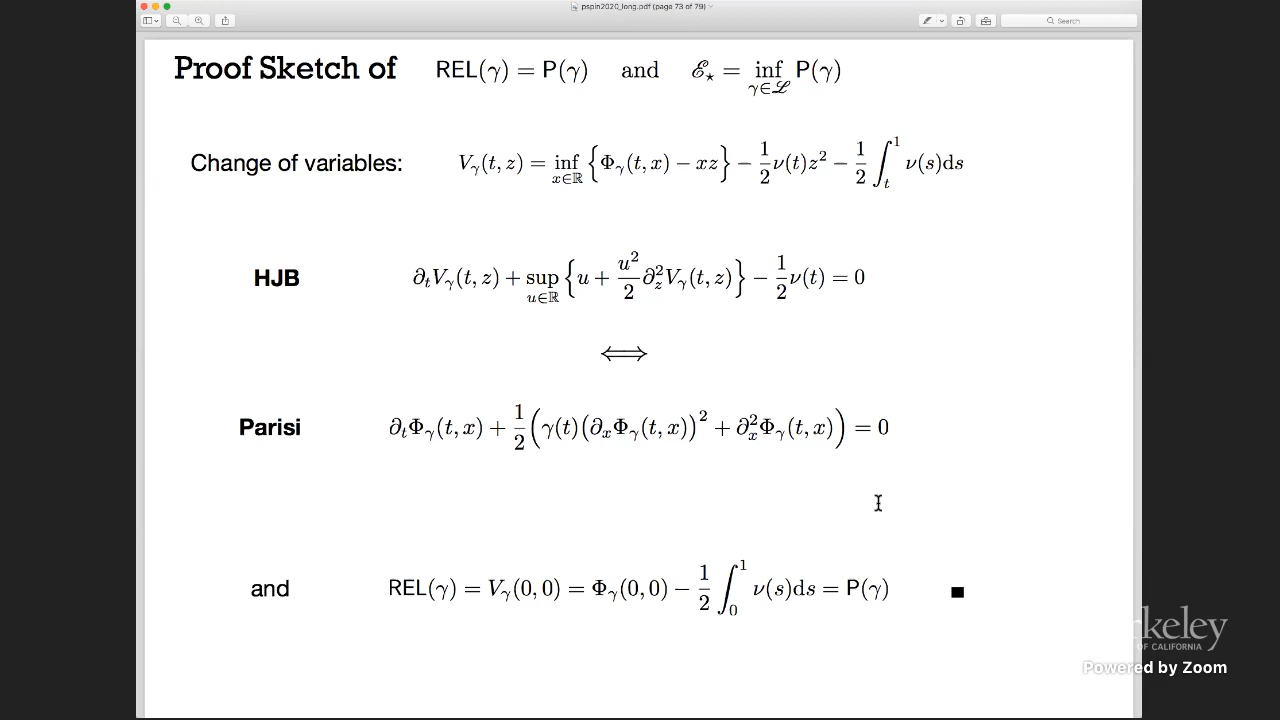 pspin2020_long.pdf (page 73 of 79)
Search
Proof Sketch of REL(γ) = P(γ) and ℰ⋆ = inf_{γ∈ℒ} P(γ)
Change of variables: V_γ(t, z) = inf_{x∈ℝ} {Φ_γ(t, x) − xz} − 1/2 ν(t)z² − 1/2 ∫_t^1 ν(s)ds
HJB ∂_t V_γ(t, z) + sup_{u∈ℝ} {u + u²/2 ∂_z² V_γ(t, z)} − 1/2 ν(t) = 0
⟺
Parisi ∂_t Φ_γ(t, x) + 1/2 (γ(t)(∂_x Φ_γ(t, x))² + ∂_x² Φ_γ(t, x)) = 0
and REL(γ) = V_γ(0, 0) = Φ_γ(0, 0) − 1/2 ∫_0^1 ν(s)ds = P(γ) ■
rkeley
OF CALIFORNIA
Powered by Zoom